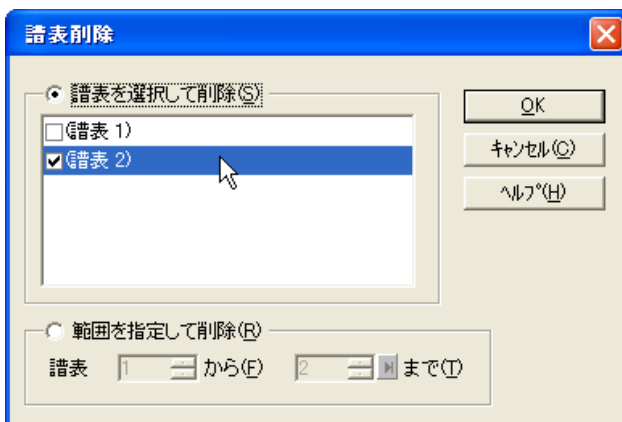 譜表削除
譜表を選択して削除(S)
(譜表 1)
(譜表 2)
OK
キャンセル(C)
ヘルプ(H)
範囲を指定して削除(R)
譜表 1 から(F) 2 まで(T)